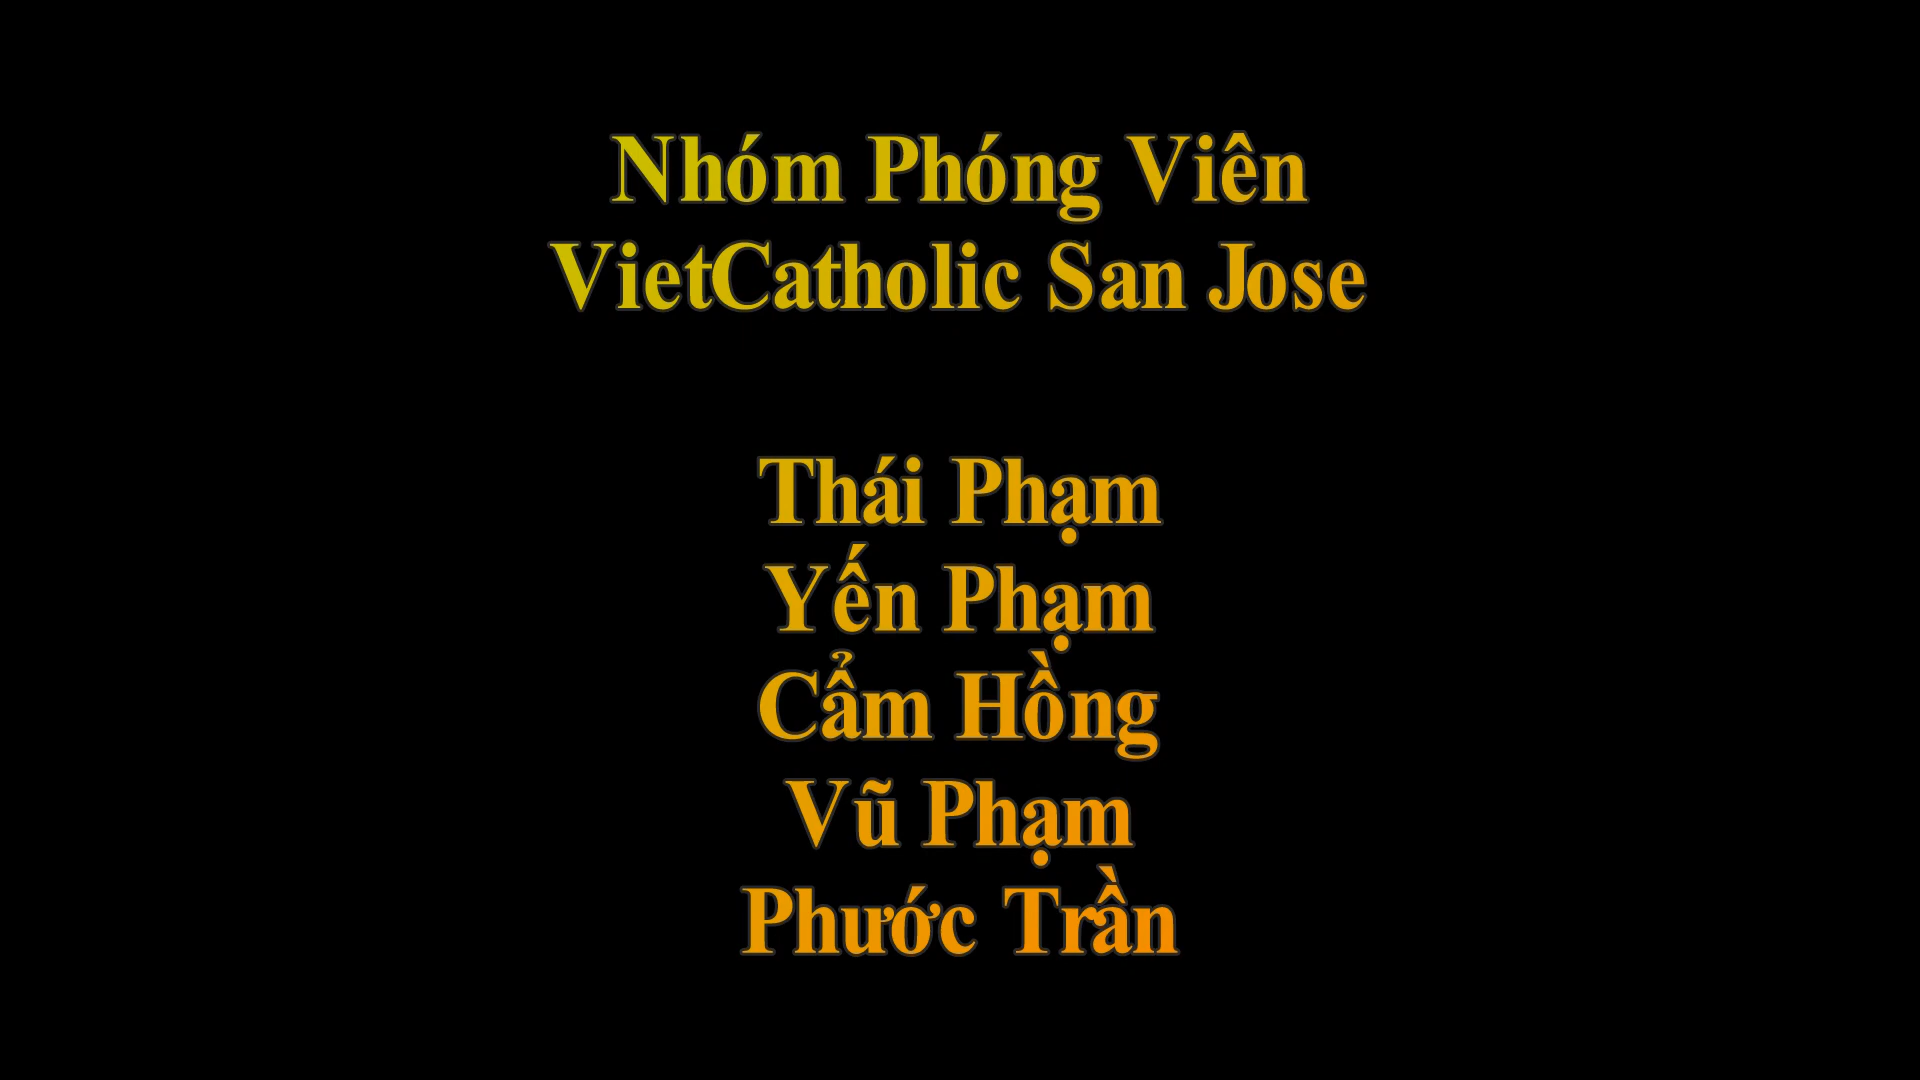 Nhóm Phóng Viên
VietCatholic San Jose
Thái Phạm
Yến Phạm
Cẩm Hồng
Vũ Phạm
Phước Trần